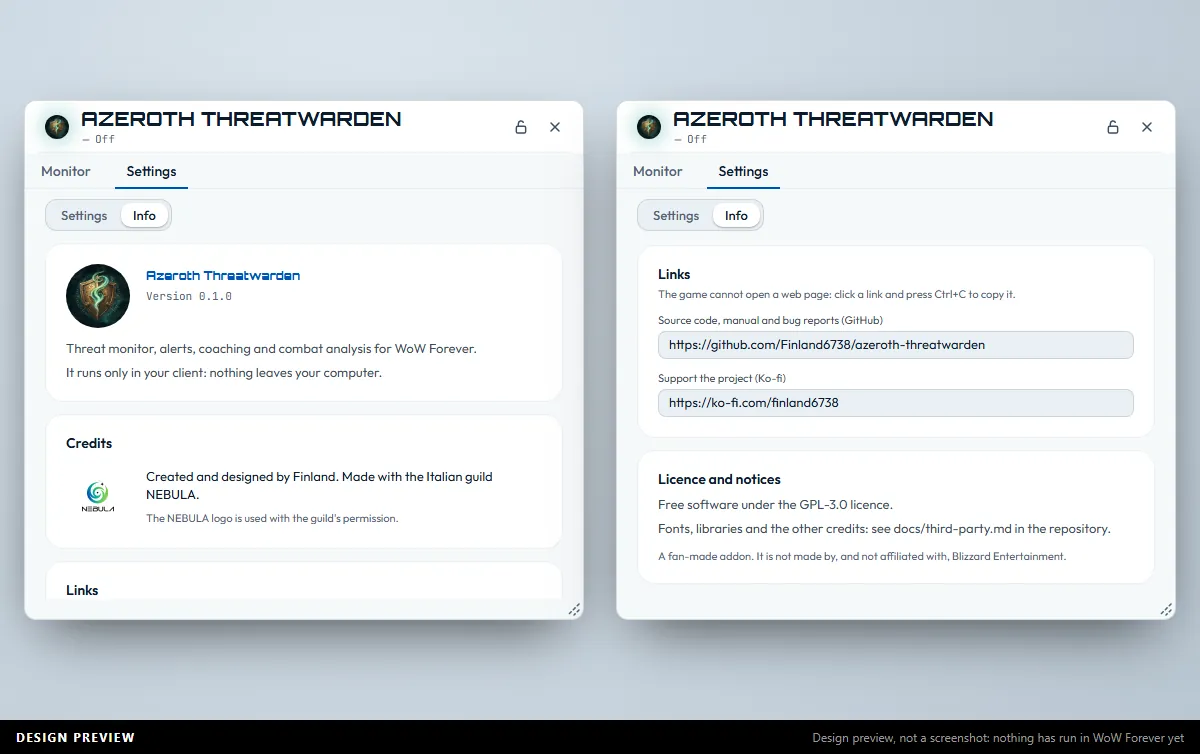 AZEROTH THREATWARDEN
— Off
Monitor Settings
Settings Info
Azeroth Threatwarden
Version 0.1.0
Threat monitor, alerts, coaching and combat analysis for WoW Forever.
It runs only in your client: nothing leaves your computer.
Credits
NEBULA
Created and designed by Finland. Made with the Italian guild
NEBULA.
The NEBULA logo is used with the guild's permission.
Links
AZEROTH THREATWARDEN
— Off
Monitor Settings
Settings Info
Links
The game cannot open a web page: click a link and press Ctrl+C to copy it.
Source code, manual and bug reports (GitHub)
https://github.com/Finland6738/azeroth-threatwarden
Support the project (Ko-fi)
https://ko-fi.com/finland6738
Licence and notices
Free software under the GPL-3.0 licence.
Fonts, libraries and the other credits: see docs/third-party.md in the repository.
A fan-made addon. It is not made by, and not affiliated with, Blizzard Entertainment.
DESIGN PREVIEW
Design preview, not a screenshot: nothing has run in WoW Forever yet